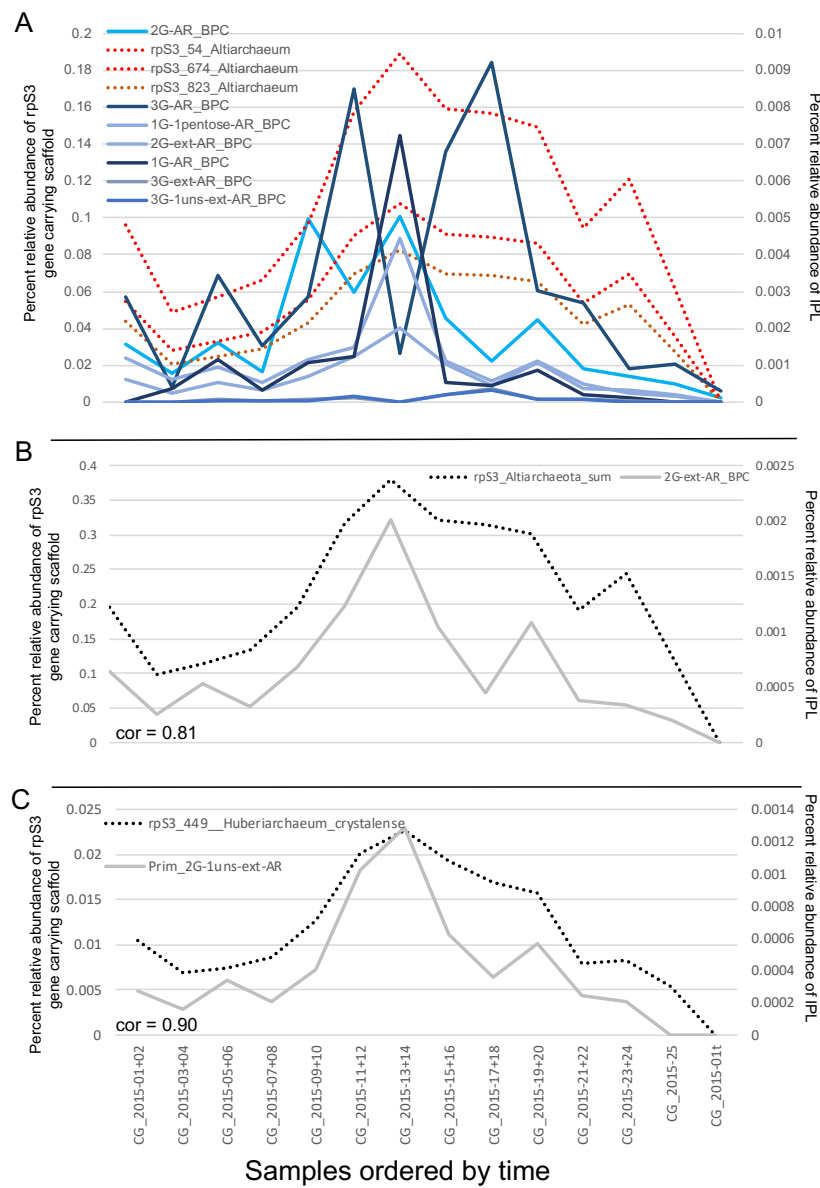 A
Percent relative abundance of rpS3
gene carrying scaffold
0.2
0.18
0.16
0.14
0.12
0.1
0.08
0.06
0.04
0.02
0
2G-AR_BPC
rpS3_54_Altiarchaeum
rpS3_674_Altiarchaeum
rpS3_823_Altiarchaeum
3G-AR_BPC
1G-1pentose-AR_BPC
2G-ext-AR_BPC
1G-AR_BPC
3G-ext-AR_BPC
3G-1uns-ext-AR_BPC
0.01
0.009
0.008
0.007
0.006
0.005
0.004
0.003
0.002
0.001
0
Percent relative abundance of IPL
B
Percent relative abundance of rpS3
gene carrying scaffold
0.4
0.35
0.3
0.25
0.2
0.15
0.1
0.05
0
rpS3_Altiarchaeota_sum
2G-ext-AR_BPC
cor = 0.81
0.0025
0.002
0.0015
0.001
0.0005
0
Percent relative abundance of IPL
C
Percent relative abundance of rpS3
gene carrying scaffold
0.025
0.02
0.015
0.01
0.005
0
rpS3_449__Huberiarchaeum_crystalense
Prim_2G-1uns-ext-AR
cor = 0.90
0.0014
0.0012
0.001
0.0008
0.0006
0.0004
0.0002
0
Percent relative abundance of IPL
CG_2015-01+02
CG_2015-03+04
CG_2015-05+06
CG_2015-07+08
CG_2015-09+10
CG_2015-11+12
CG_2015-13+14
CG_2015-15+16
CG_2015-17+18
CG_2015-19+20
CG_2015-21+22
CG_2015-23+24
CG_2015-25
CG_2015-01t
Samples ordered by time